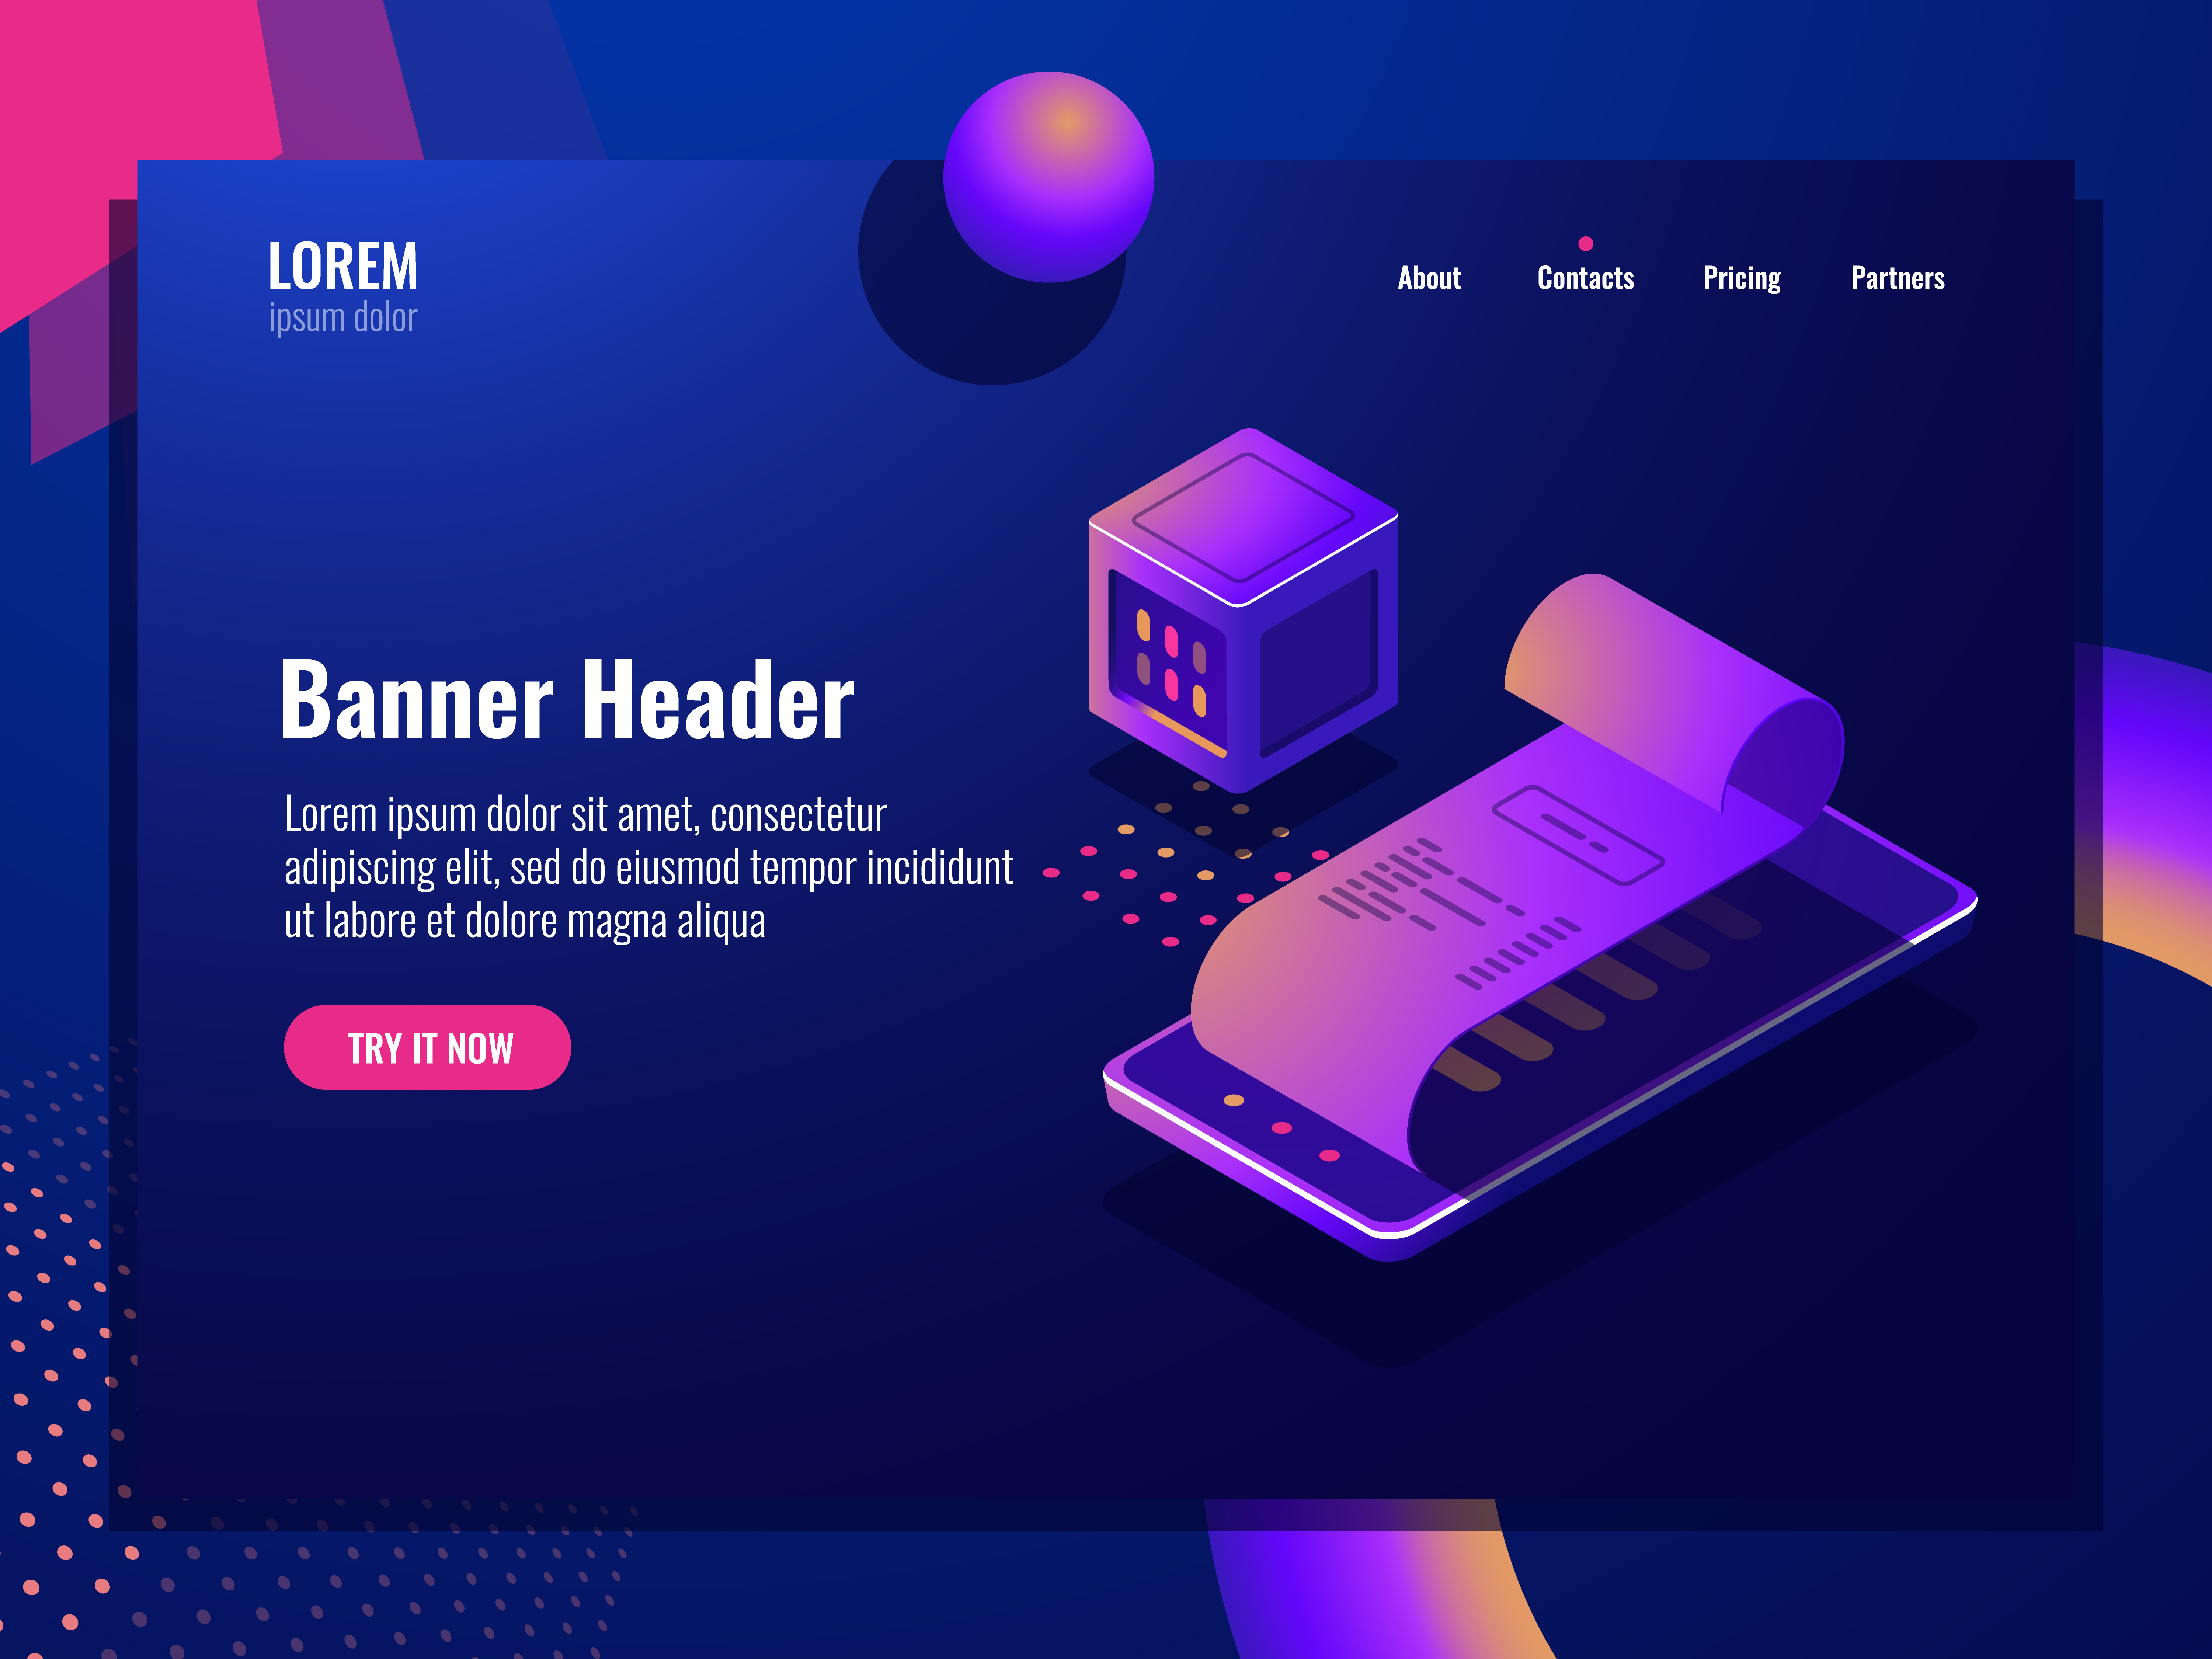 LOREM
ipsum dolor
About Contacts Pricing Partners
Banner Header
Lorem ipsum dolor sit amet, consectetur
adipiscing elit, sed do eiusmod tempor incididunt
ut labore et dolore magna aliqua
TRY IT NOW